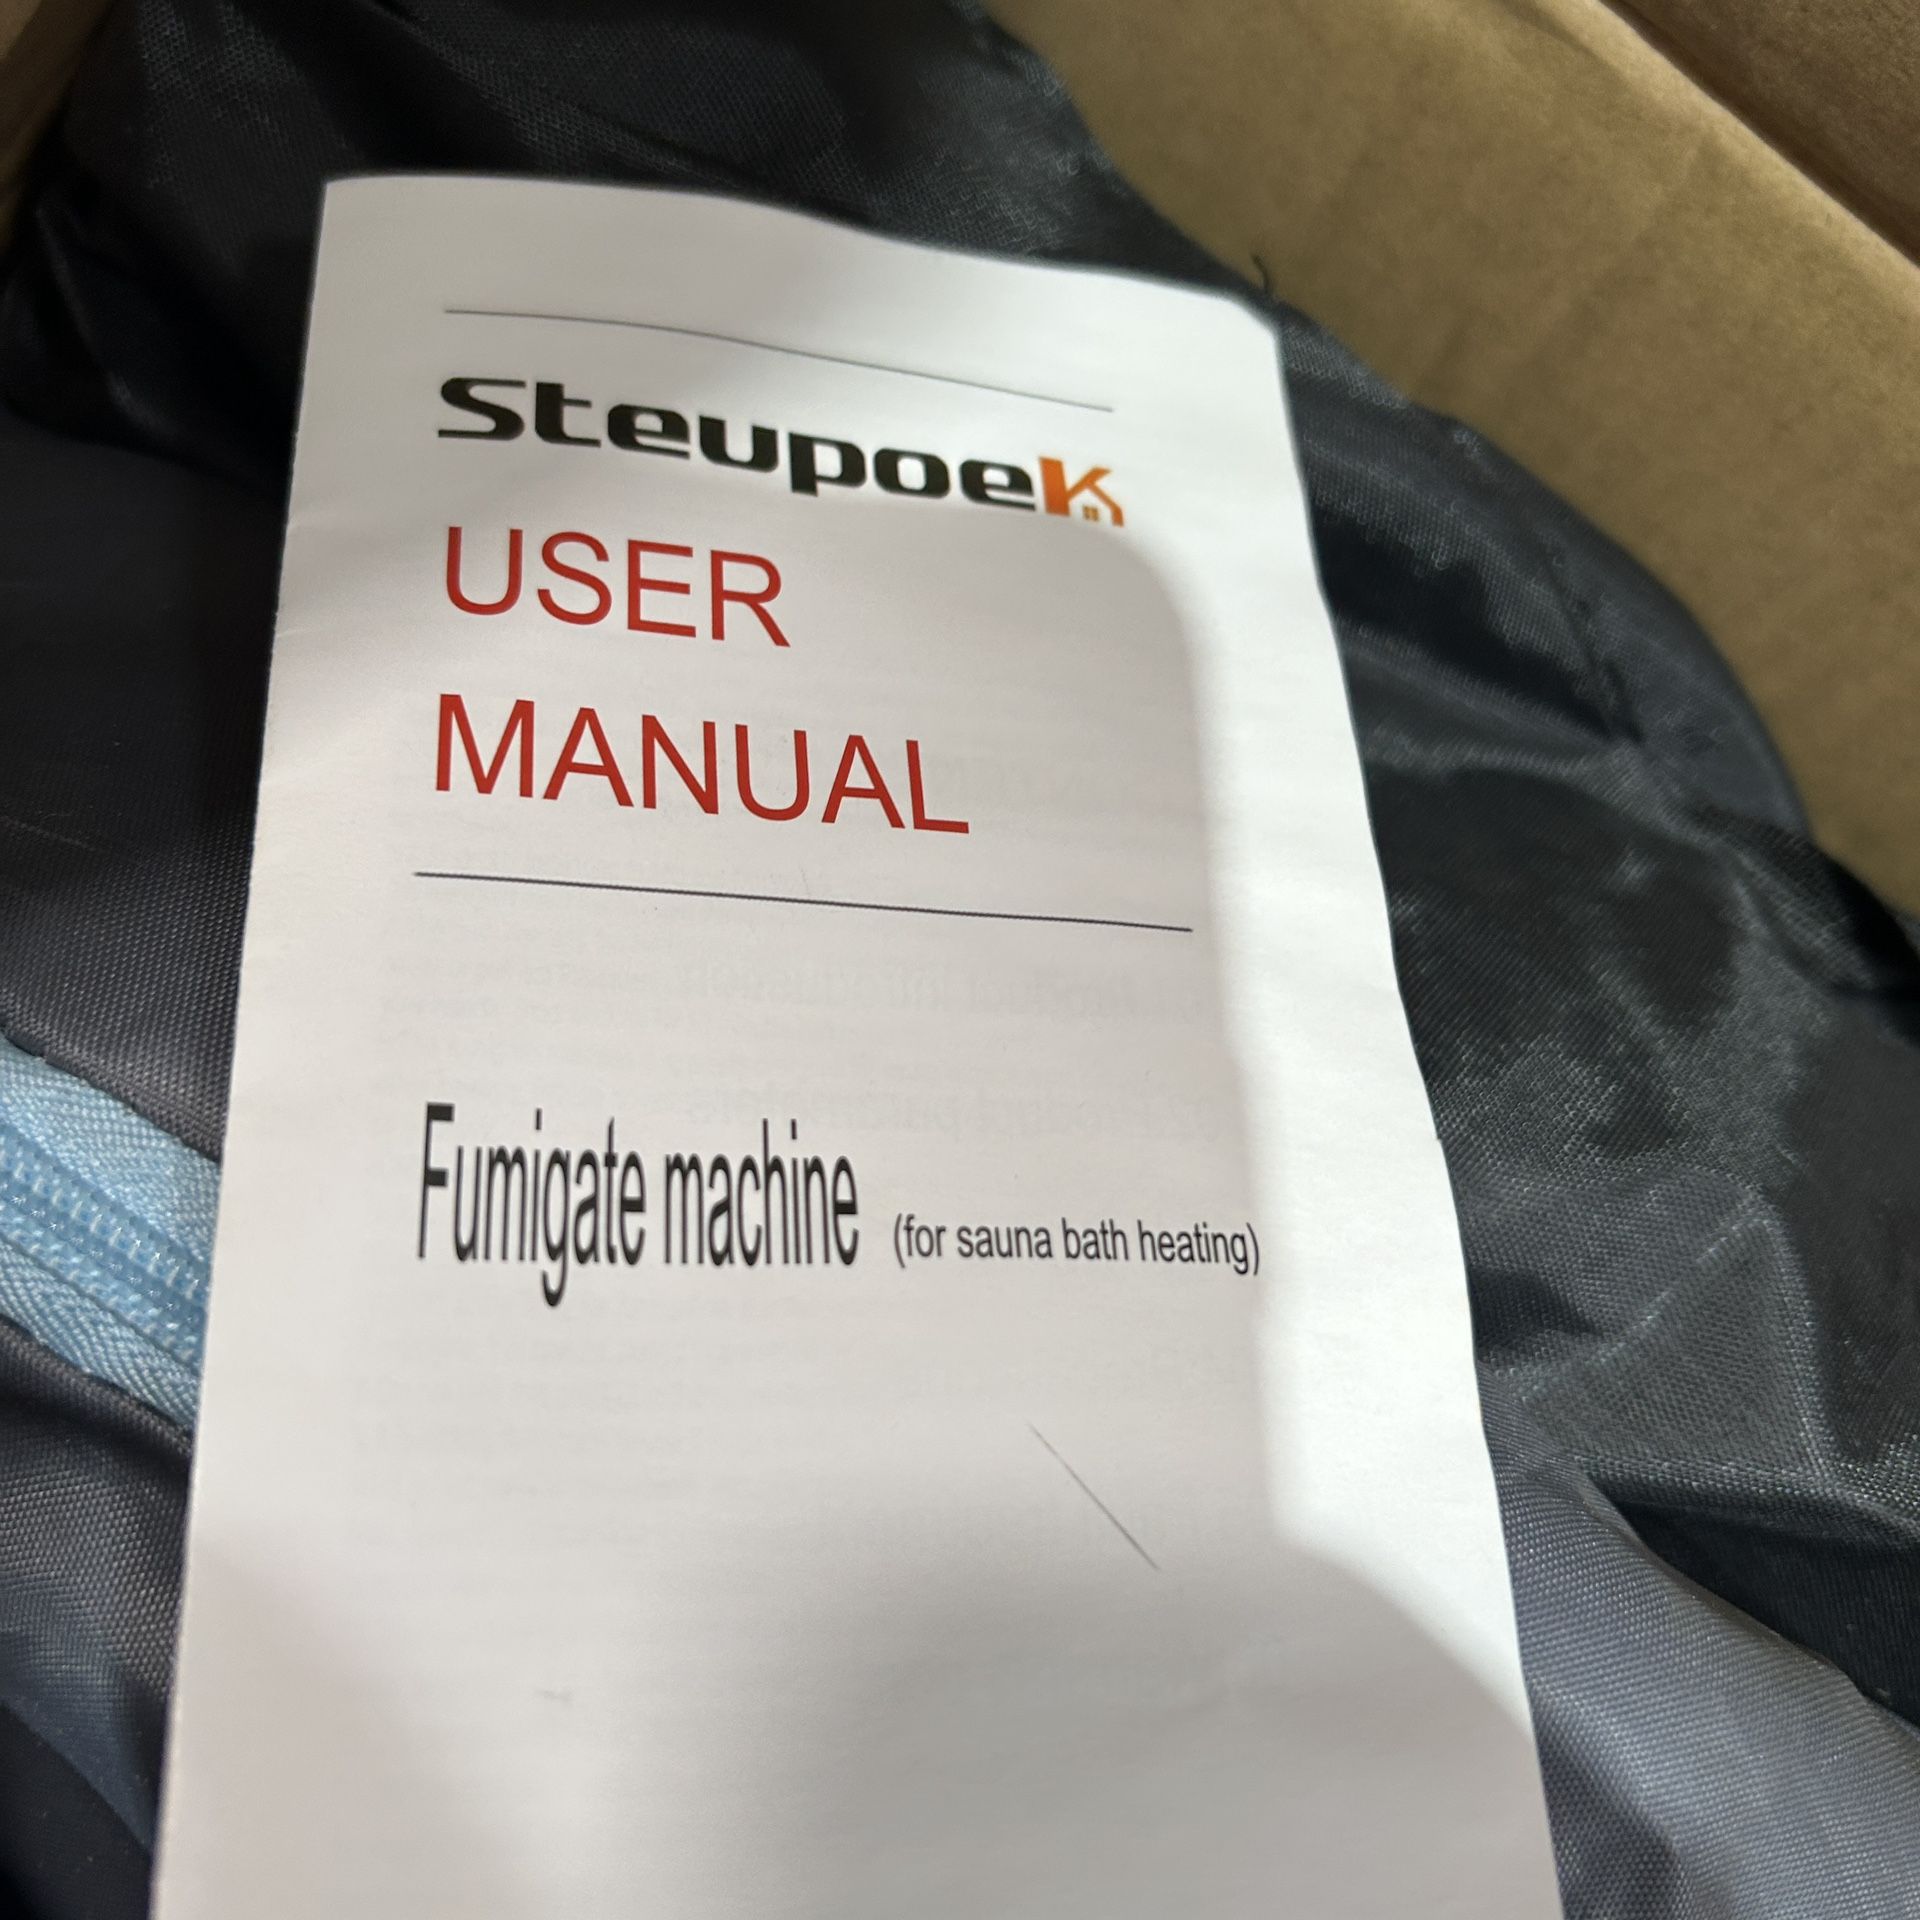 SteupoeK
USER
MANUAL
Fumigate machine (for sauna bath heating)